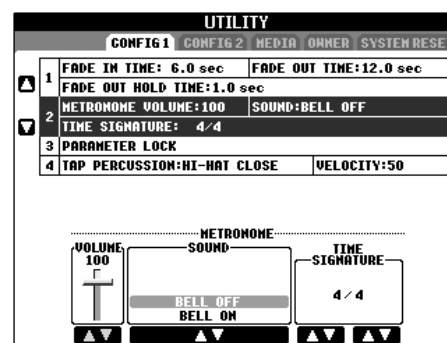 UTILITY
CONFIG 1 CONFIG 2 MEDIA OWNER SYSTEM RESE
1 FADE IN TIME: 6.0 sec FADE OUT TIME:12.0 sec
FADE OUT HOLD TIME:1.0 sec
2 METRONOME VOLUME:100 SOUND:BELL OFF
TIME SIGNATURE: 4/4
3 PARAMETER LOCK
4 TAP PERCUSSION:HI-HAT CLOSE VELOCITY:50
METRONOME
VOLUME SOUND TIME SIGNATURE
100
4/4
BELL OFF
BELL ON